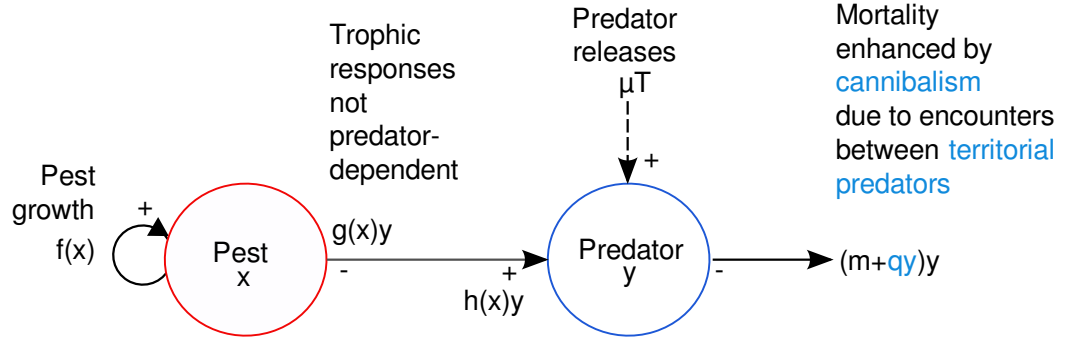 Trophic
responses
not
predator-
dependent
Predator
releases
μT
+
Mortality
enhanced by
cannibalism
due to encounters
between territorial
predators
Pest
growth
+
f(x)
Pest
x
g(x)y
-
+
h(x)y
Predator
y
-
(m+qy)y